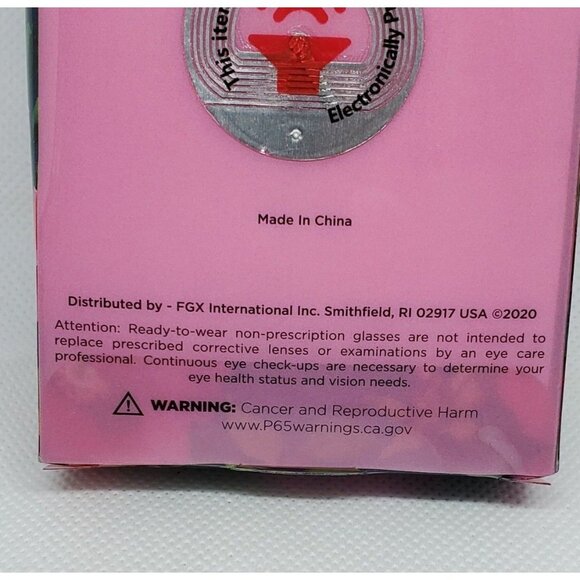 This item
Electronically
Made In China
Distributed by - FGX International Inc. Smithfield, RI 02917 USA ©2020
Attention: Ready-to-wear non-prescription glasses are not intended to
replace prescribed corrective lenses or examinations by an eye care
professional. Continuous eye check-ups are necessary to determine your
eye health status and vision needs.
WARNING: Cancer and Reproductive Harm
www.P65warnings.ca.gov